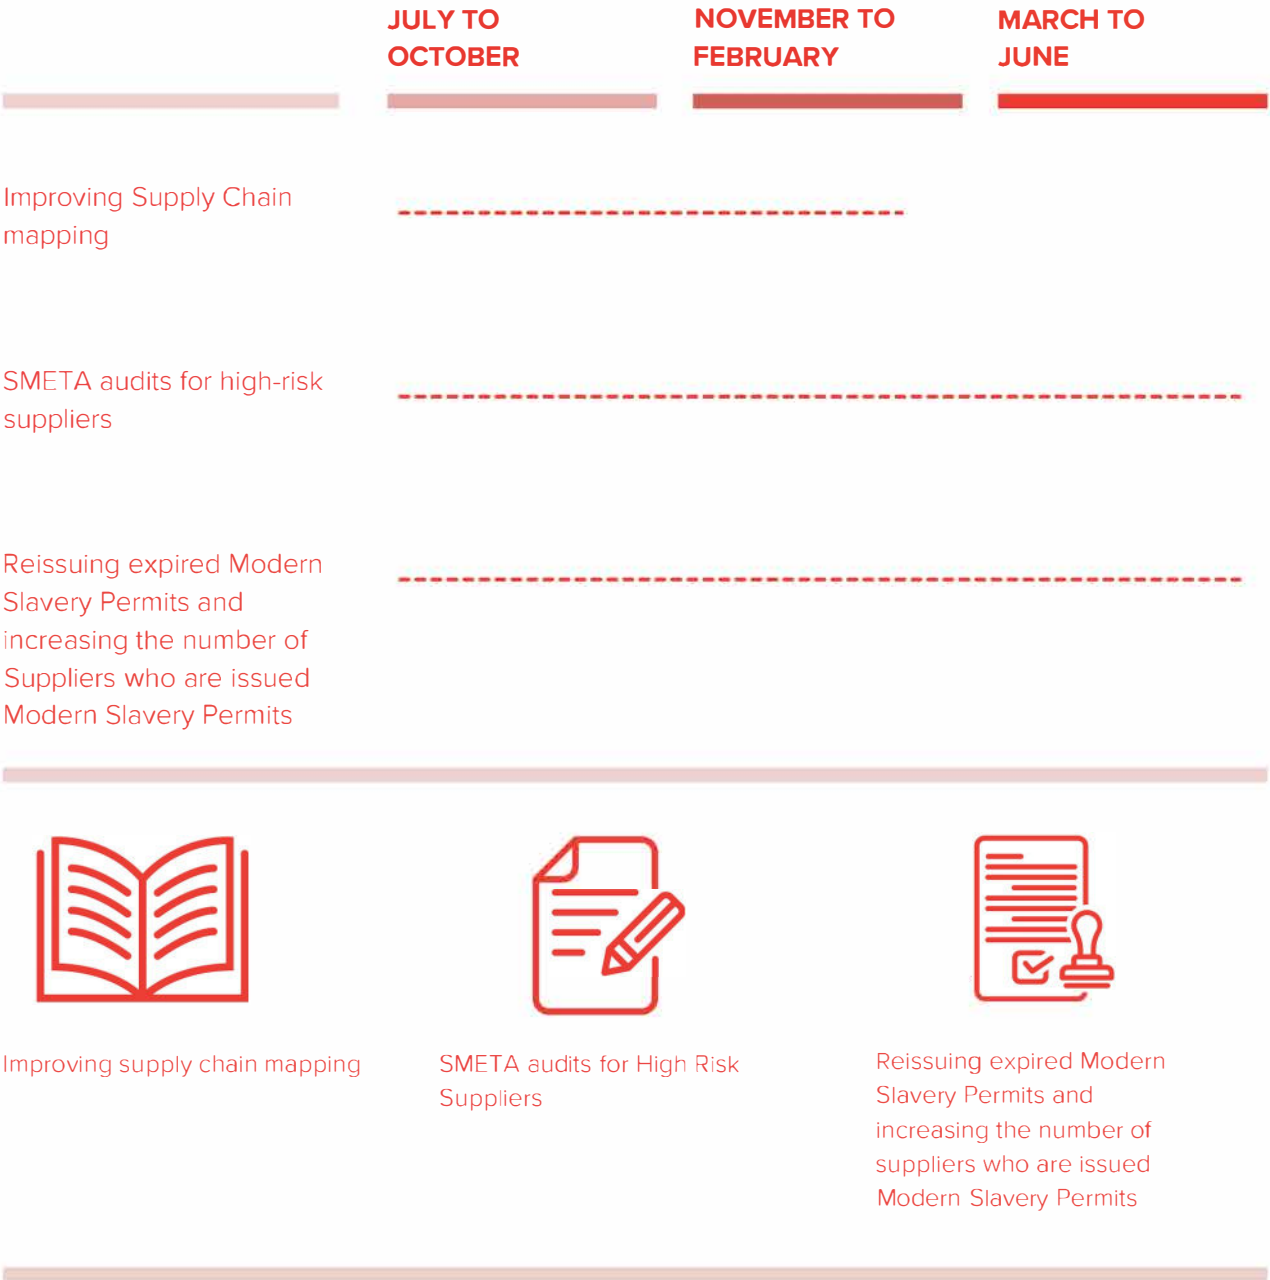 JULY TO
OCTOBER
NOVEMBER TO
FEBRUARY
MARCH TO
JUNE
Improving Supply Chain
mapping
SMETA audits for high-risk
suppliers
Reissuing expired Modern
Slavery Permits and
increasing the number of
Suppliers who are issued
Modern Slavery Permits
Improving supply chain mapping
SMETA audits for High Risk
Suppliers
Reissuing expired Modern
Slavery Permits and
increasing the number of
suppliers who are issued
Modern Slavery Permits